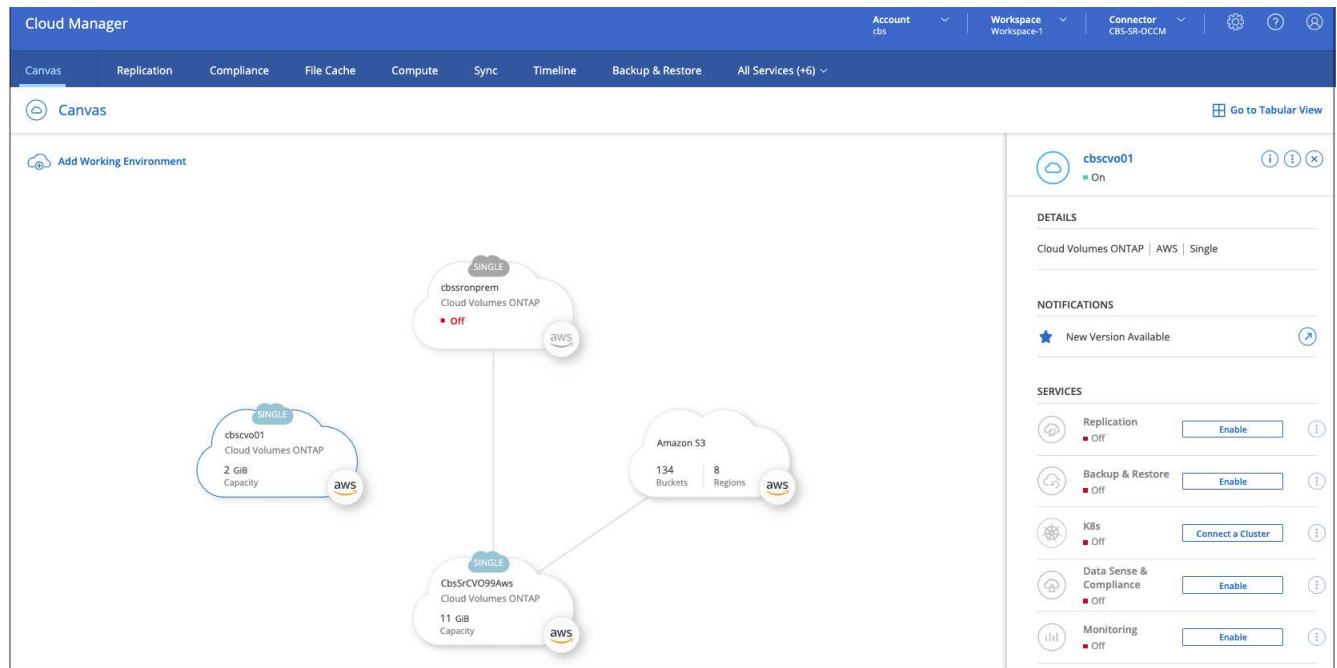 Cloud Manager
Account
cbs
Workspace
Workspace-1
Connector
CBS-SR-OCCM
Canvas
Replication
Compliance
File Cache
Compute
Sync
Timeline
Backup & Restore
All Services (+6)
Canvas
Go to Tabular View
Add Working Environment
SINGLE
cbssronprem
Cloud Volumes ONTAP
Off
aws
SINGLE
cbscvo01
Cloud Volumes ONTAP
2 GiB
Capacity
aws
Amazon S3
134
Buckets
8
Regions
aws
SINGLE
CbsSrCVO99Aws
Cloud Volumes ONTAP
11 GiB
Capacity
aws
cbscvo01
On
DETAILS
Cloud Volumes ONTAP | AWS | Single
NOTIFICATIONS
New Version Available
SERVICES
Replication
Off
Enable
Backup & Restore
Off
Enable
K8s
Off
Connect a Cluster
Data Sense &
Compliance
Off
Enable
Monitoring
Off
Enable